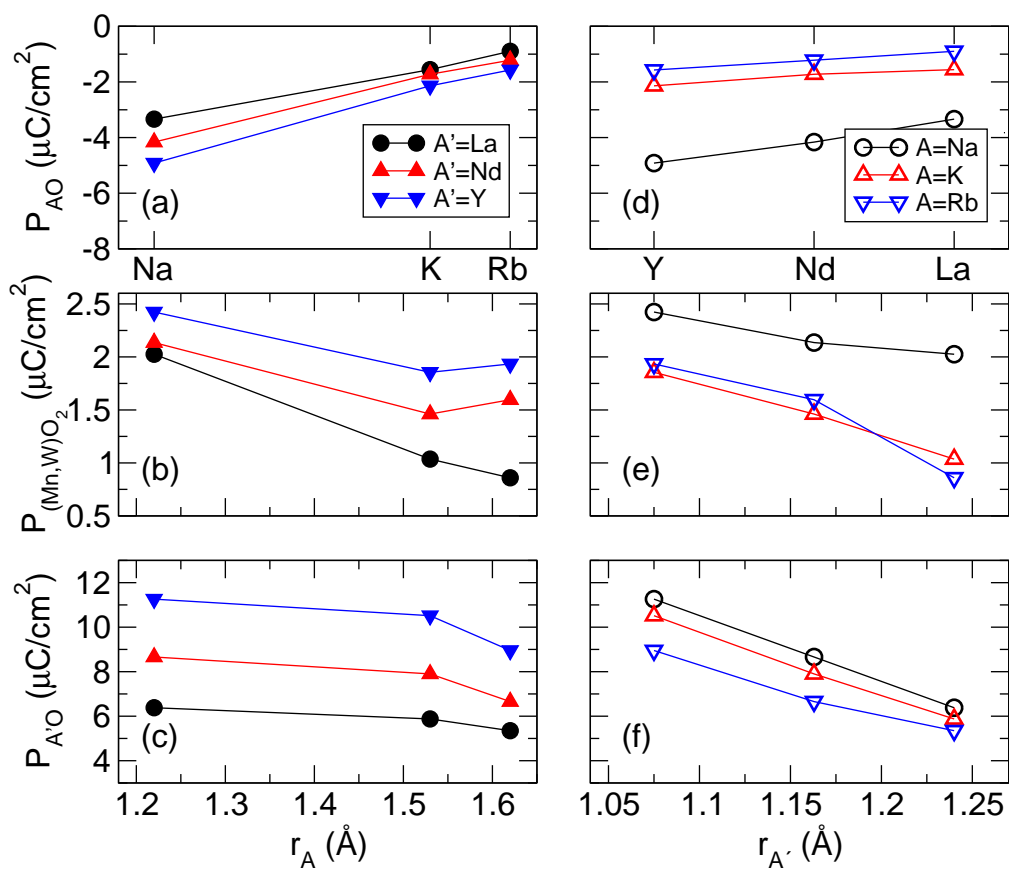 0
-2
-4
-6
-8
P_AO (μC/cm²)
(a)
A'=La
A'=Nd
A'=Y
Na K Rb
(d)
A=Na
A=K
A=Rb
Y Nd La
2.5
2
1.5
1
0.5
P_(Mn,W)O₂ (μC/cm²)
(b)
(e)
12
10
8
6
4
P_A'O (μC/cm²)
(c)
(f)
1.2 1.3 1.4 1.5 1.6
r_A (Å)
1.05 1.1 1.15 1.2 1.25
r_A´ (Å)